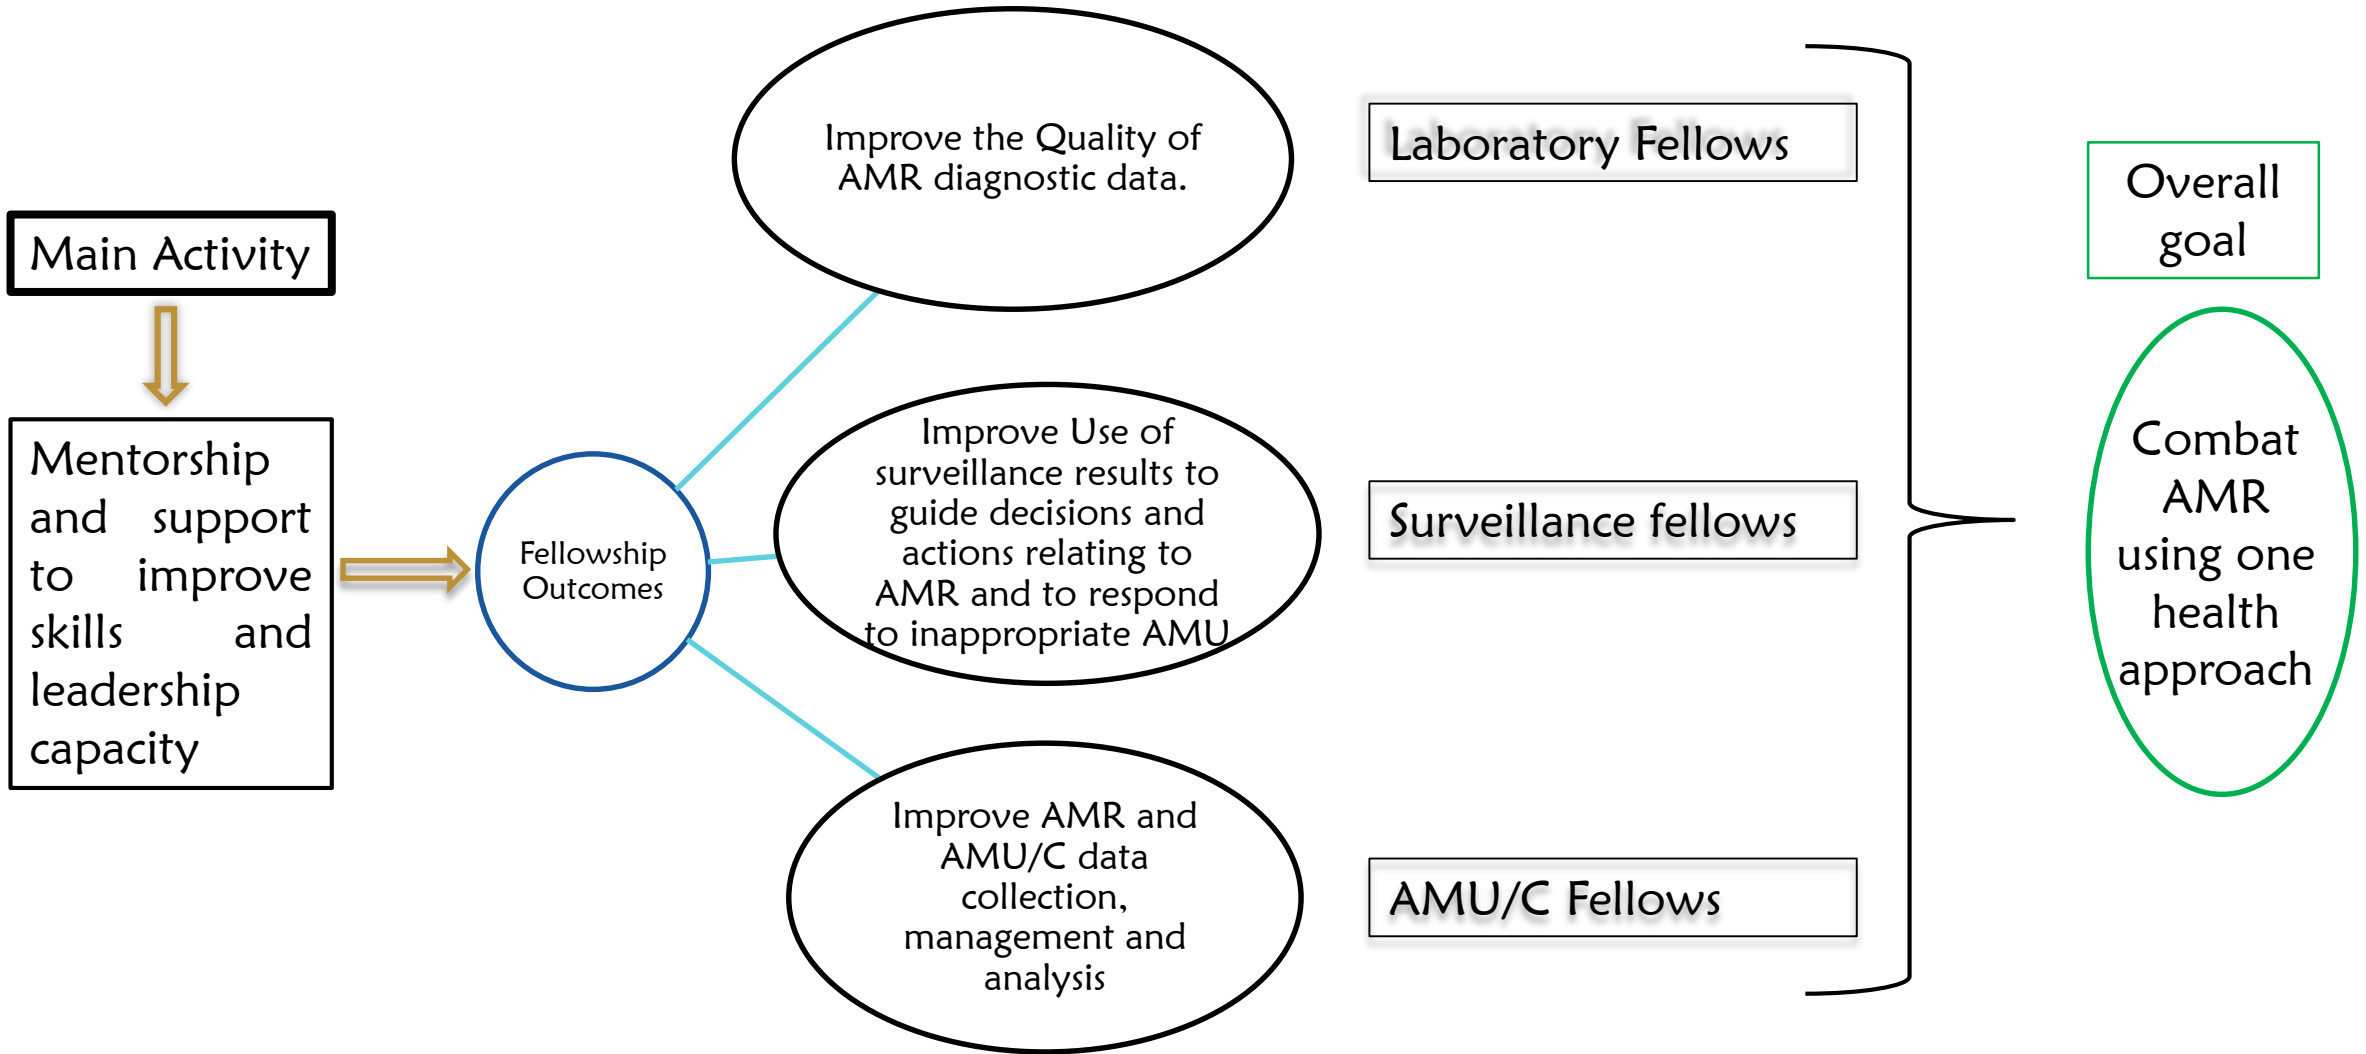 Main Activity
Mentorship
and support
to improve
skills and
leadership
capacity
Fellowship
Outcomes
Improve the Quality of
AMR diagnostic data.
Improve Use of
surveillance results to
guide decisions and
actions relating to
AMR and to respond
to inappropriate AMU
Improve AMR and
AMU/C data
collection,
management and
analysis
Laboratory Fellows
Surveillance fellows
AMU/C Fellows
Overall
goal
Combat
AMR
using one
health
approach